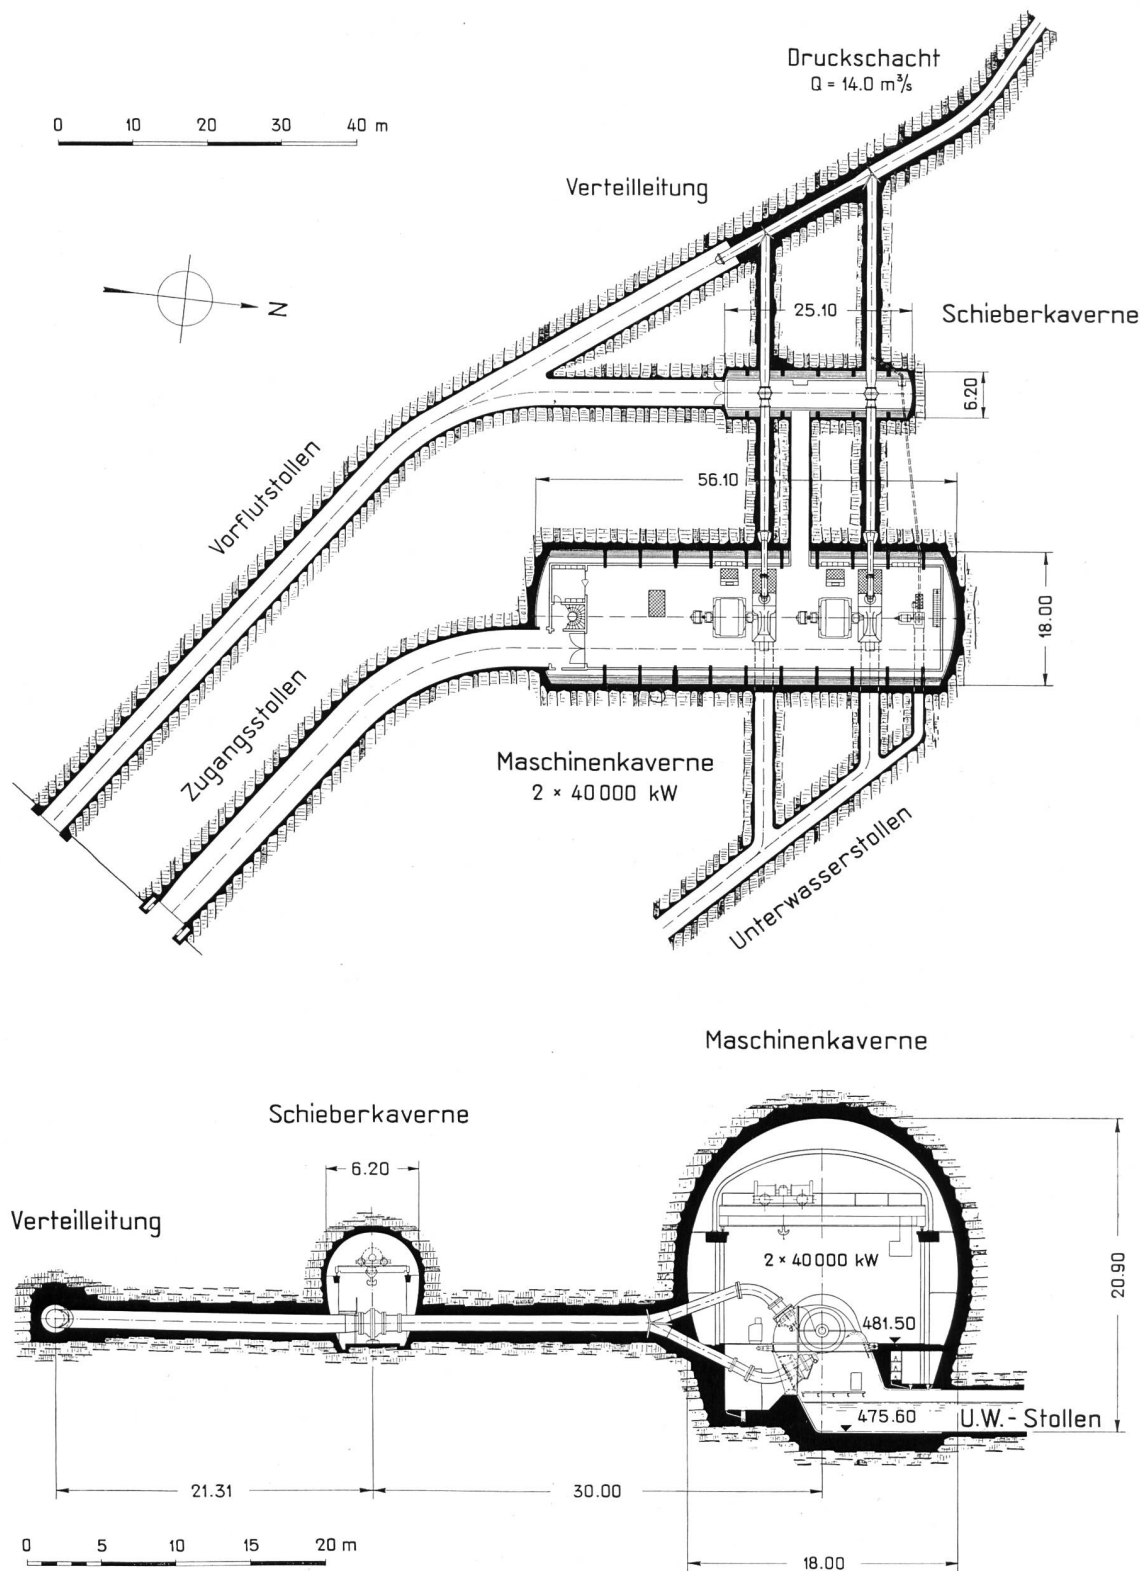 Druckschacht
Q = 14.0 m³/s
0 10 20 30 40 m
Verteilleitung
N
25.10
Schieberkaverne
6.20
56.10
Vorflutstollen
18.00
Zugangsstollen
Maschinenkaverne
2 × 40 000 kW
Unterwasserstollen
Maschinenkaverne
Schieberkaverne
6.20
Verteilleitung
2 × 40 000 kW
20.90
481.50
475.60
U.W.- Stollen
21.31
30.00
0 5 10 15 20 m
18.00